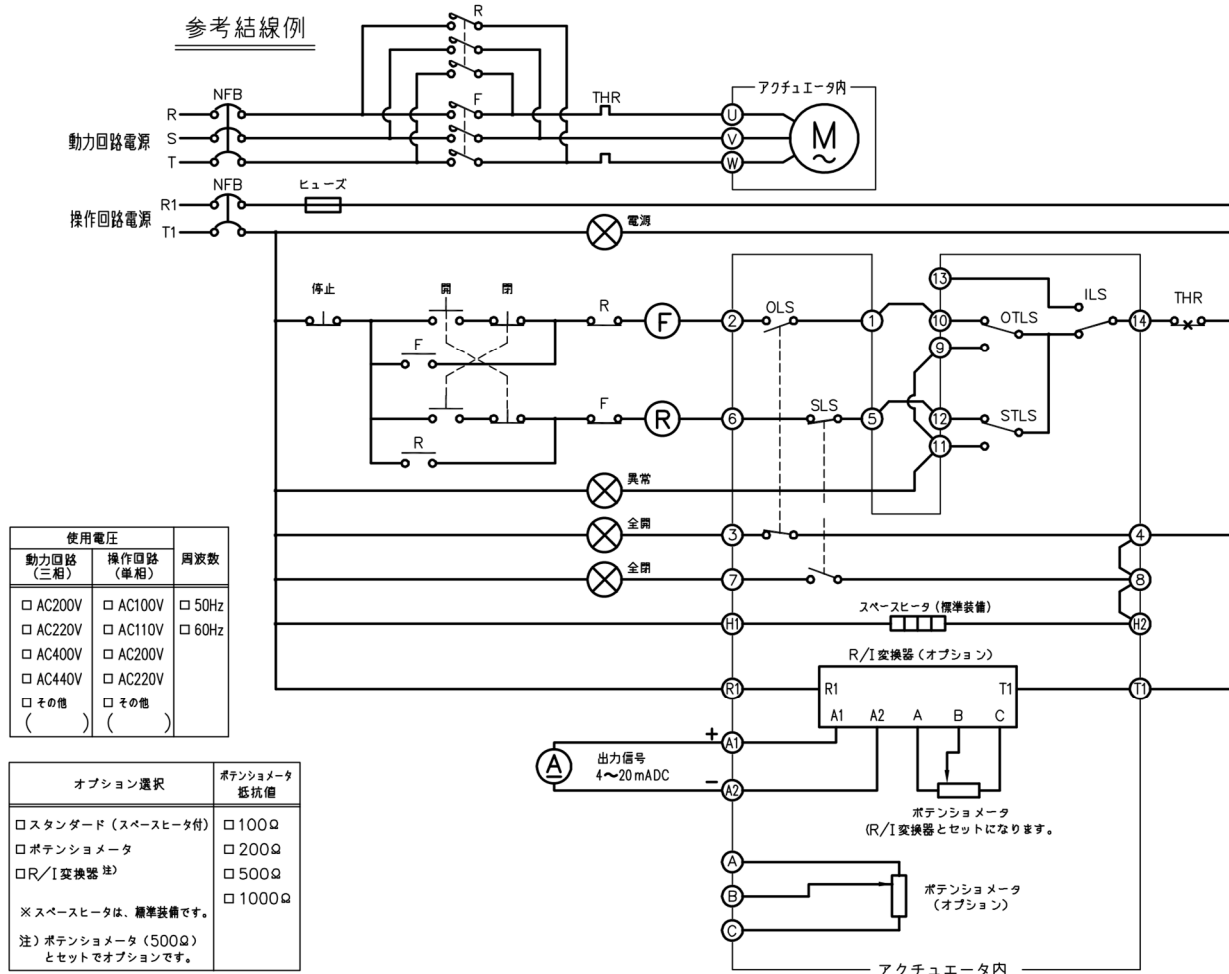 参考結線例
R
NFB
F
THR
アクチュエータ内
動力回路電源
R
S
T
U
V
W
M
~
NFB
ヒューズ
操作回路電源
R1
T1
電源
停止
開
閉
R
F
2
OLS
1
13
10
9
OTLS
ILS
14
THR
F
F
R
6
SLS
5
12
11
STLS
R
異常
全開
3
4
全閉
7
8
H1
スペースヒータ(標準装備)
H2
R/I変換器(オプション)
R1
R1
T1
T1
A1 A2 A B C
+
A1
A
出力信号
4〜20mADC
−
A2
ポテンショメータ
(R/I変換器とセットになります。
A
B
C
ポテンショメータ
(オプション)
アクチュエータ内
使用電圧
周波数
動力回路
(三相)
操作回路
(単相)
□ AC200V □ AC100V □ 50Hz
□ AC220V □ AC110V □ 60Hz
□ AC400V □ AC200V
□ AC440V □ AC220V
□ その他 □ その他
( ) ( )
オプション選択
ポテンショメータ
抵抗値
□スタンダード(スペースヒータ付) □100Ω
□ポテンショメータ □200Ω
□R/I変換器 注) □500Ω
□1000Ω
※スペースヒータは、標準装備です。
注)ポテンショメータ(500Ω)
とセットでオプションです。